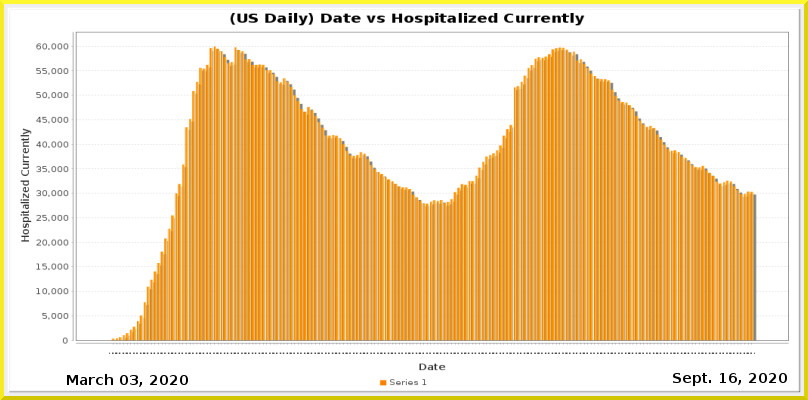 (US Daily) Date vs Hospitalized Currently
60,000
55,000
50,000
45,000
40,000
35,000
30,000
25,000
20,000
15,000
10,000
5,000
0
Hospitalized Currently
Date
March 03, 2020
Sept. 16, 2020
Series 1